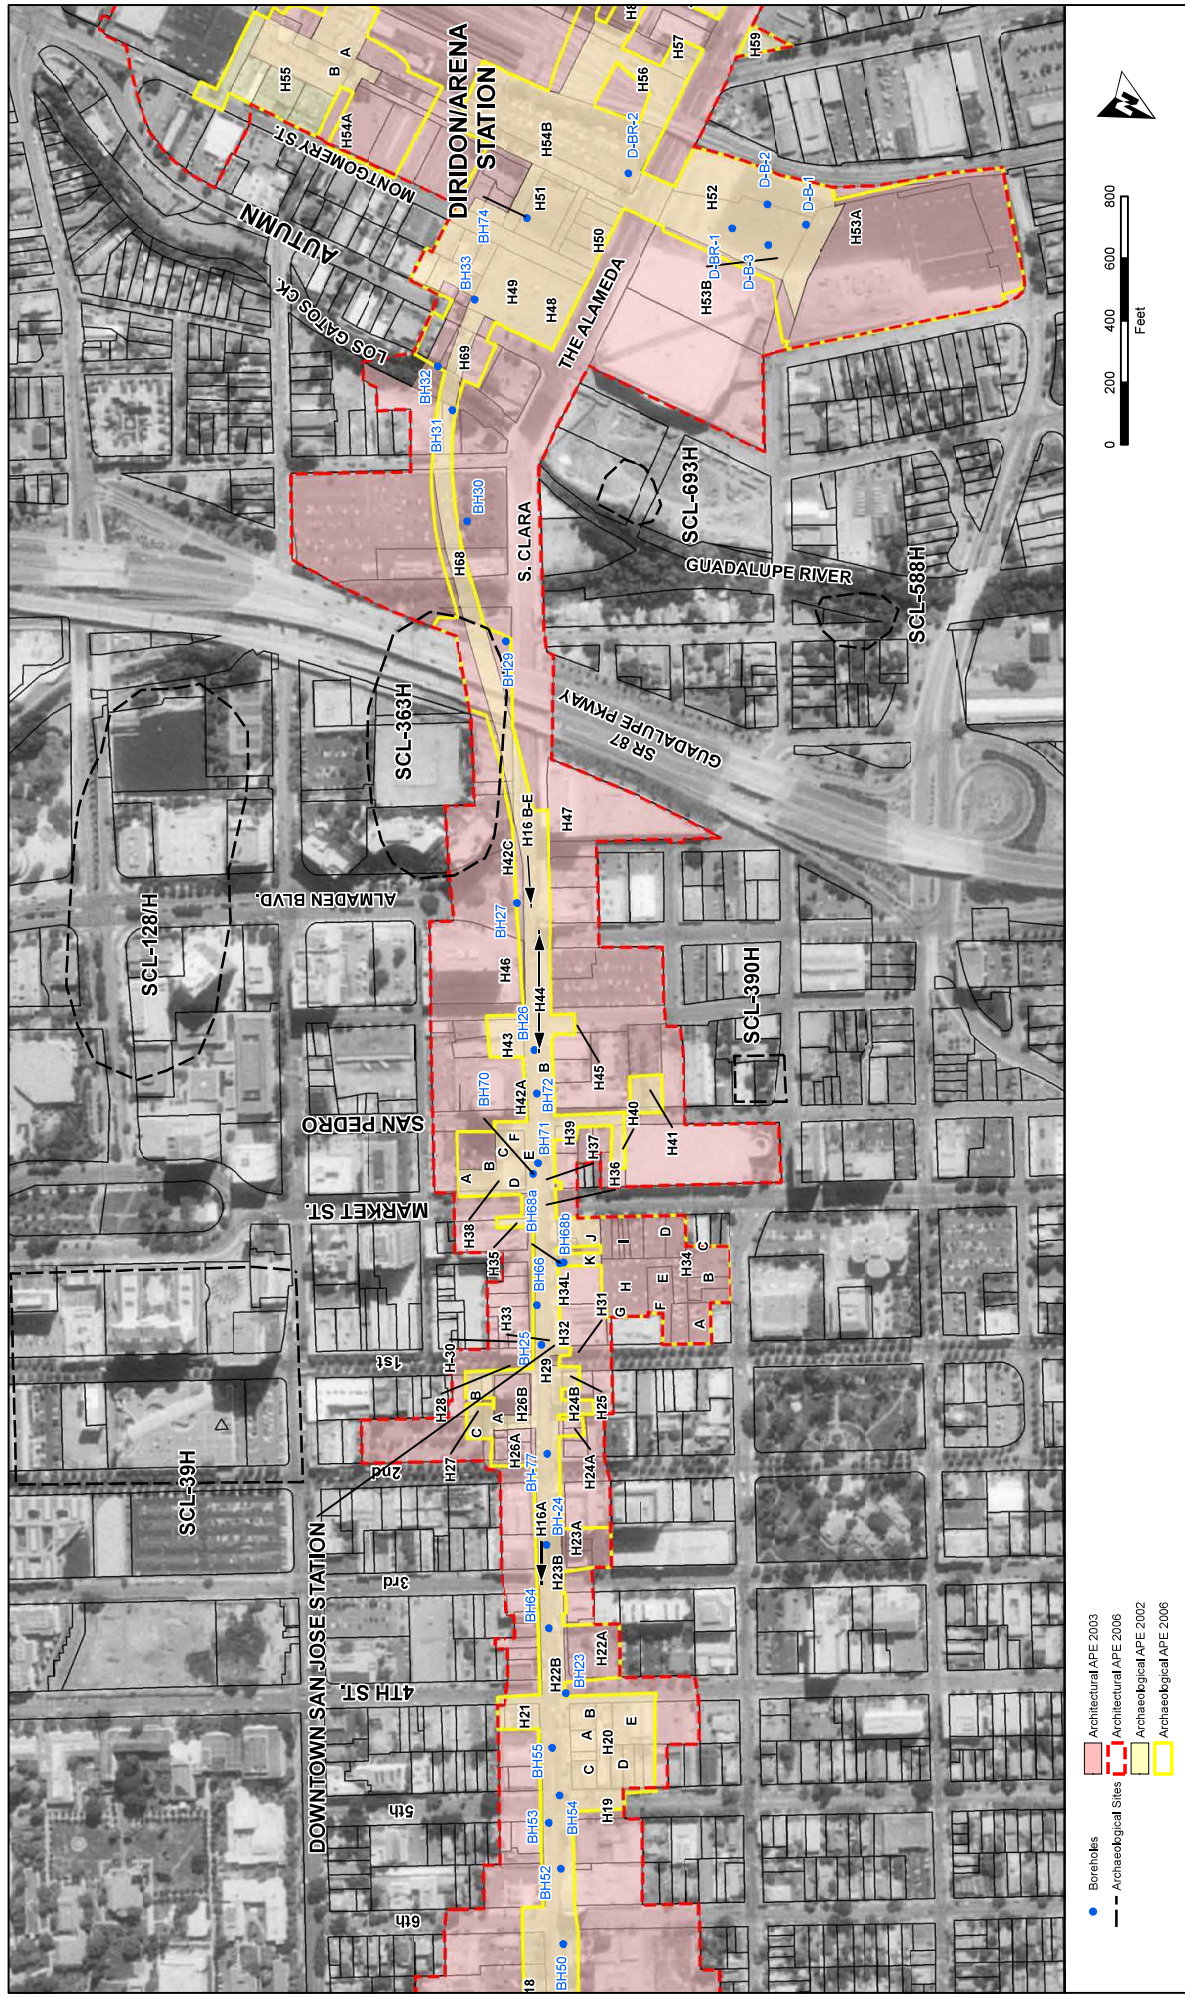 H55
B
A
H54A
MONTGOMERY ST.
AUTUMN
LOS GATOS CK.
DIRIDON/ARENA
STATION
H54B
H56
H57
H59
D-BR-2
BH74
H51
H52
D-B-2
D-B-1
D-BR-1
D-B-3
H53A
H53B
H50
BH33
H49
H48
THE ALAMEDA
BH32
H69
BH31
BH30
H68
S. CLARA
SCL-693H
GUADALUPE RIVER
SCL-588H
BH29
SCL-363H
SR 87
GUADALUPE PKWAY
SCL-128/H
H16 B-E
H47
H42C
ALMADEN BLVD.
BH27
H46
H44
BH26
H43
B
H45
SCL-390H
BH70
H42A
BH72
SAN PEDRO
A
B
C
F
E
D
BH71
H39
H37
H40
H41
H36
MARKET ST.
H38
H35
BH68a
BH68b
J
K
I
D
C
H34
B
E
H
F
G
A
BH66
H34L
H31
H33
H32
BH25
H-30
1st
H29
H28
B
A
C
H26B
H24B
H25
H27
H26A
H24A
2nd
BH-77
SCL-39H
H16A
BH-24
H23A
H23B
3rd
DOWNTOWN SAN JOSE STATION
BH64
H22A
H22B
BH23
4TH ST.
H21
A
B
E
H20
C
D
BH55
H19
5th
BH53
BH54
BH52
6th
18
BH50
0 200 400 600 800
Feet
N
Boreholes
Archaeological Sites
Architectural APE 2003
Architectural APE 2006
Archaeological APE 2002
Archaeological APE 2006